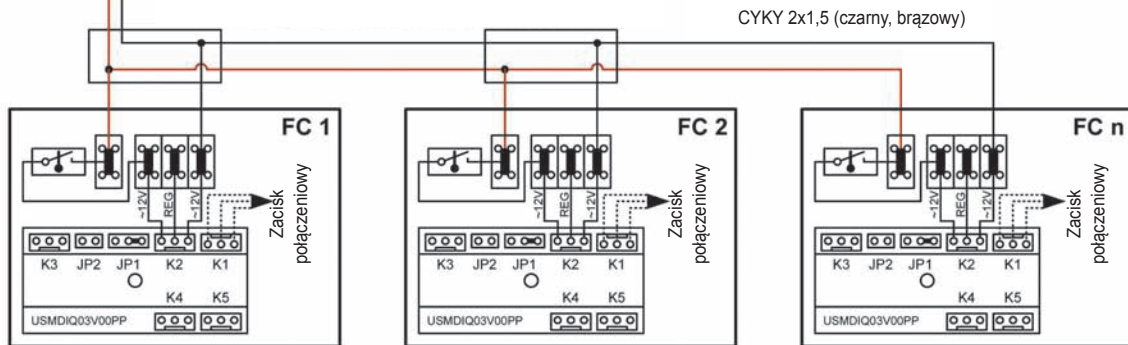 CYKY 2x1,5 (czarny, brązowy)
FC 1
~12V
REG
~12V
Zacisk
połączeniowy
K3 JP2 JP1 K2 K1
K4 K5
USMDIQ03V00PP
FC 2
~12V
REG
~12V
Zacisk
połączeniowy
K3 JP2 JP1 K2 K1
K4 K5
USMDIQ03V00PP
FC n
~12V
REG
~12V
Zacisk
połączeniowy
K3 JP2 JP1 K2 K1
K4 K5
USMDIQ03V00PP